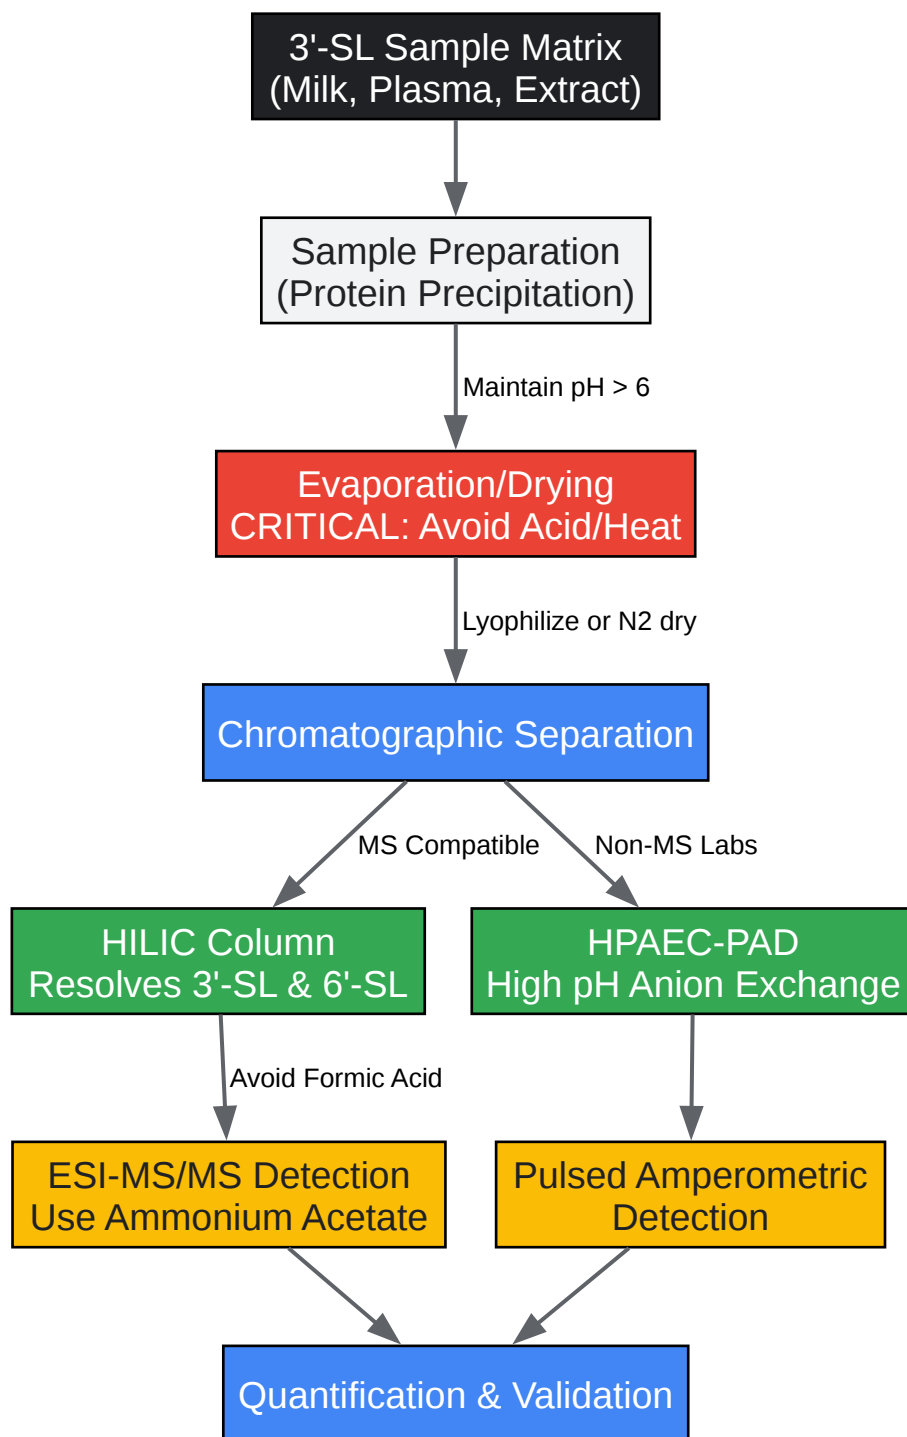 3'-SL Sample Matrix
(Milk, Plasma, Extract)
Sample Preparation
(Protein Precipitation)
Maintain pH > 6
Evaporation/Drying
CRITICAL: Avoid Acid/Heat
Lyophilize or N2 dry
Chromatographic Separation
MS Compatible
Non-MS Labs
HILIC Column
Resolves 3'-SL & 6'-SL
HPAEC-PAD
High pH Anion Exchange
Avoid Formic Acid
ESI-MS/MS Detection
Use Ammonium Acetate
Pulsed Amperometric
Detection
Quantification & Validation